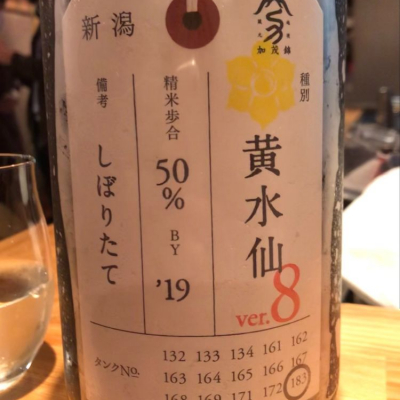 新潟
加茂錦
種別
黄水仙
ver.8
精米歩合
50%
BY
'19
備考
しぼりたて
タンクNo.
132 133 134 161 162
163 164 165 166 167
168 169 171 172 183